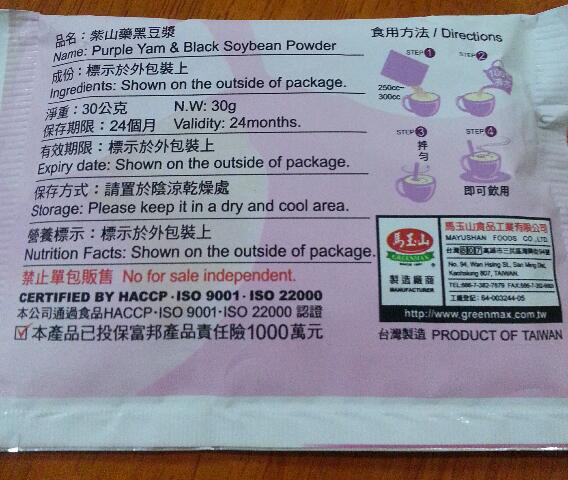 品名：紫山藥黑豆漿
Name: Purple Yam & Black Soybean Powder
成份：標示於外包裝上
Ingredients: Shown on the outside of package.
淨重：30公克 N.W: 30g
保存期限：24個月 Validity: 24months.
有效期限：標示於外包裝上
Expiry date: Shown on the outside of package.
保存方式：請置於陰涼乾燥處
Storage: Please keep it in a dry and cool area.
營養標示：標示於外包裝上
Nutrition Facts: Shown on the outside of package.
禁止單包販售 No for sale independent.
CERTIFIED BY HACCP·ISO 9001·ISO 22000
本公司通過食品HACCP·ISO 9001·ISO 22000 認證
本產品已投保富邦產品責任險1000萬元
食用方法 / Directions
STEP 1
250cc~
300cc
STEP 2
STEP 3
拌勻
STEP 4
即可飲用
馬玉山
GREENMAX
製造廠商
MANUFACTURER
馬玉山食品工業有限公司
MAYUSHAN FOODS CO.,LTD.
Kaohsiung 807, TAIWAN.
工廠登記：64-003244-05
http://www.greenmax.com.tw
台灣製造 PRODUCT OF TAIWAN